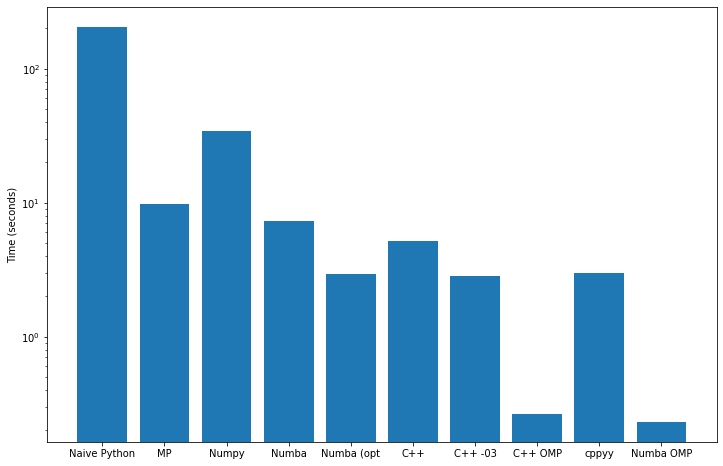 Time (seconds)
10²
10¹
10⁰
Naive Python MP Numpy Numba Numba (opt C++ C++ -03 C++ OMP cppyy Numba OMP